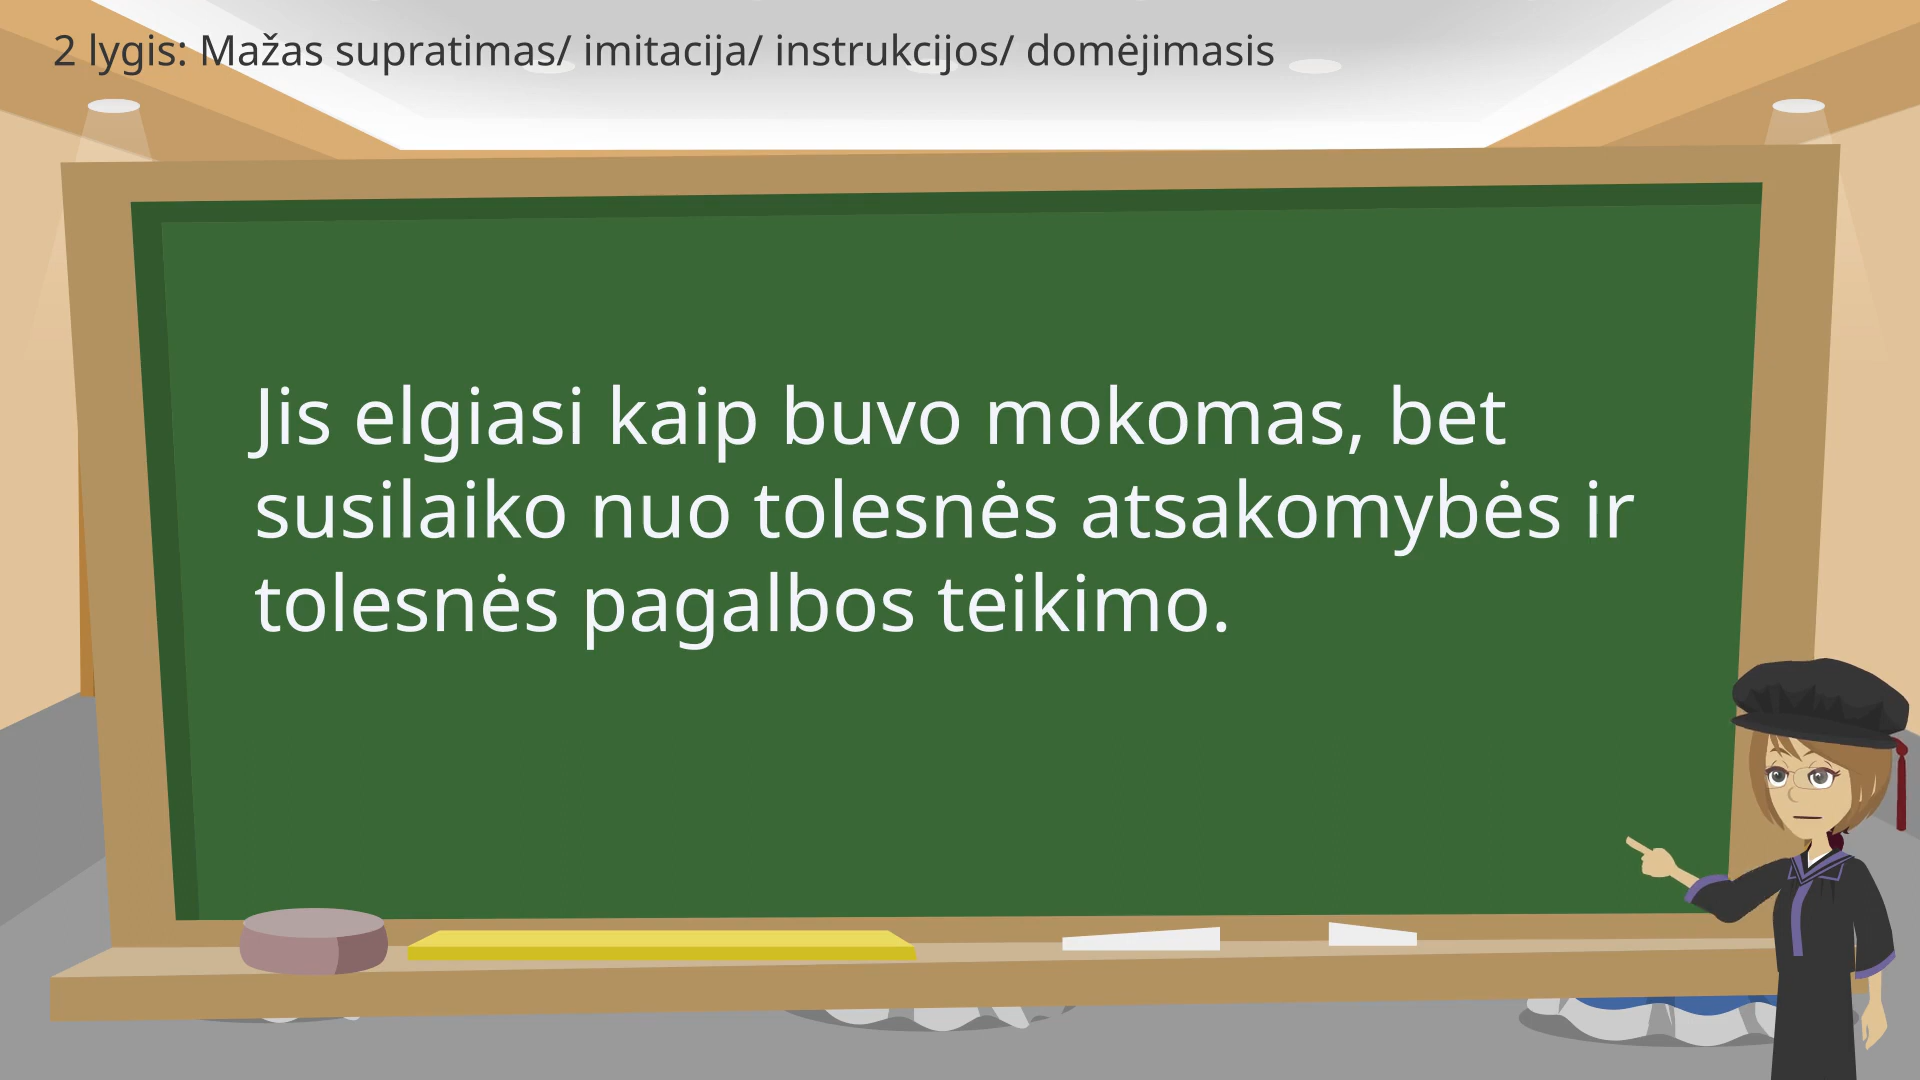 2 lygis: Mažas supratimas/ imitacija/ instrukcijos/ domėjimasis
Jis elgiasi kaip buvo mokomas, bet
susilaiko nuo tolesnės atsakomybės ir
tolesnės pagalbos teikimo.